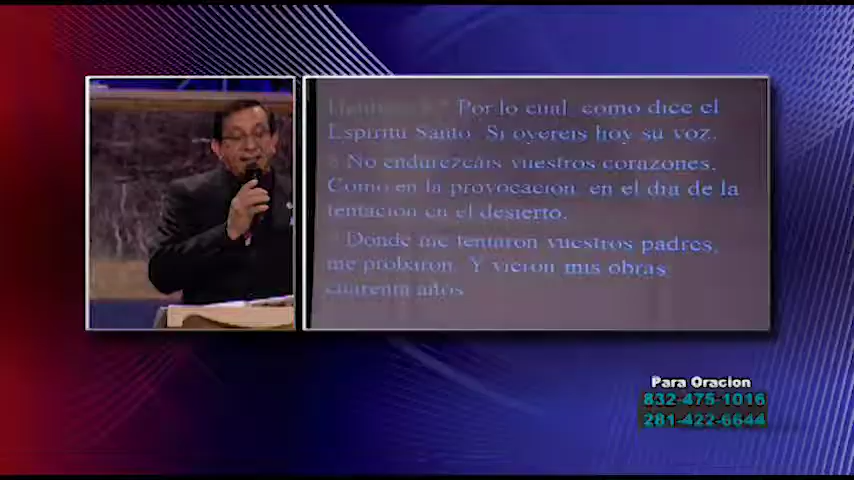 Por lo cual, como dice el
Espíritu Santo: Si oyereis hoy su voz,
8 No endurezcáis vuestros corazones,
Como en la provocación, en el día de la
tentación en el desierto,
Donde me tentaron vuestros padres,
me probaron, Y vieron mis obras
cuarenta años.
Para Oracion
832-475-1016
281-422-6644